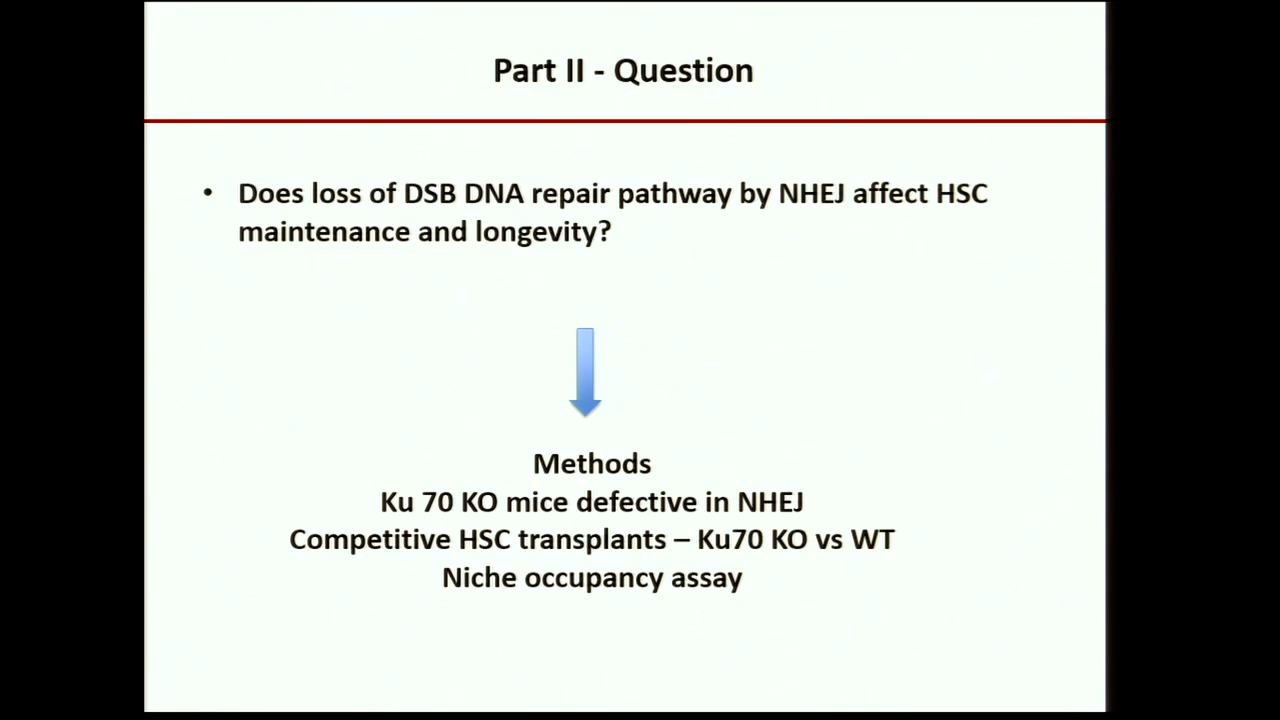 Part II - Question
• Does loss of DSB DNA repair pathway by NHEJ affect HSC
maintenance and longevity?
Methods
Ku 70 KO mice defective in NHEJ
Competitive HSC transplants – Ku70 KO vs WT
Niche occupancy assay